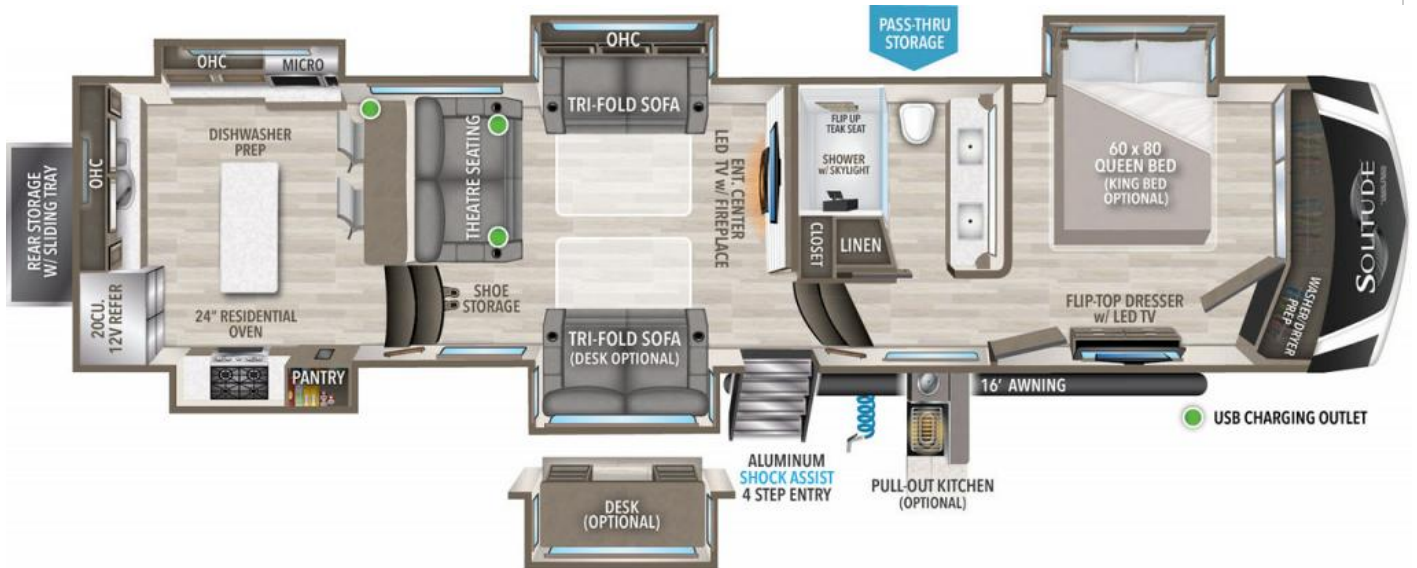 PASS-THRU
STORAGE
OHC
MICRO
OHC
TRI-FOLD SOFA
OHC
DISHWASHER
PREP
THEATRE SEATING
ENT. CENTER
LED TV w/ FIREPLACE
FLIP UP
TEAK SEAT
SHOWER
w/ SKYLIGHT
CLOSET
LINEN
60 x 80
QUEEN BED
(KING BED
OPTIONAL)
SOLITUDE
REAR STORAGE
W/ SLIDING TRAY
20CU.
12V REFER
24" RESIDENTIAL
OVEN
PANTRY
SHOE
STORAGE
TRI-FOLD SOFA
(DESK OPTIONAL)
FLIP-TOP DRESSER
w/ LED TV
WASHER/DRYER
PREP
16' AWNING
USB CHARGING OUTLET
ALUMINUM
SHOCK ASSIST
4 STEP ENTRY
PULL-OUT KITCHEN
(OPTIONAL)
DESK
(OPTIONAL)